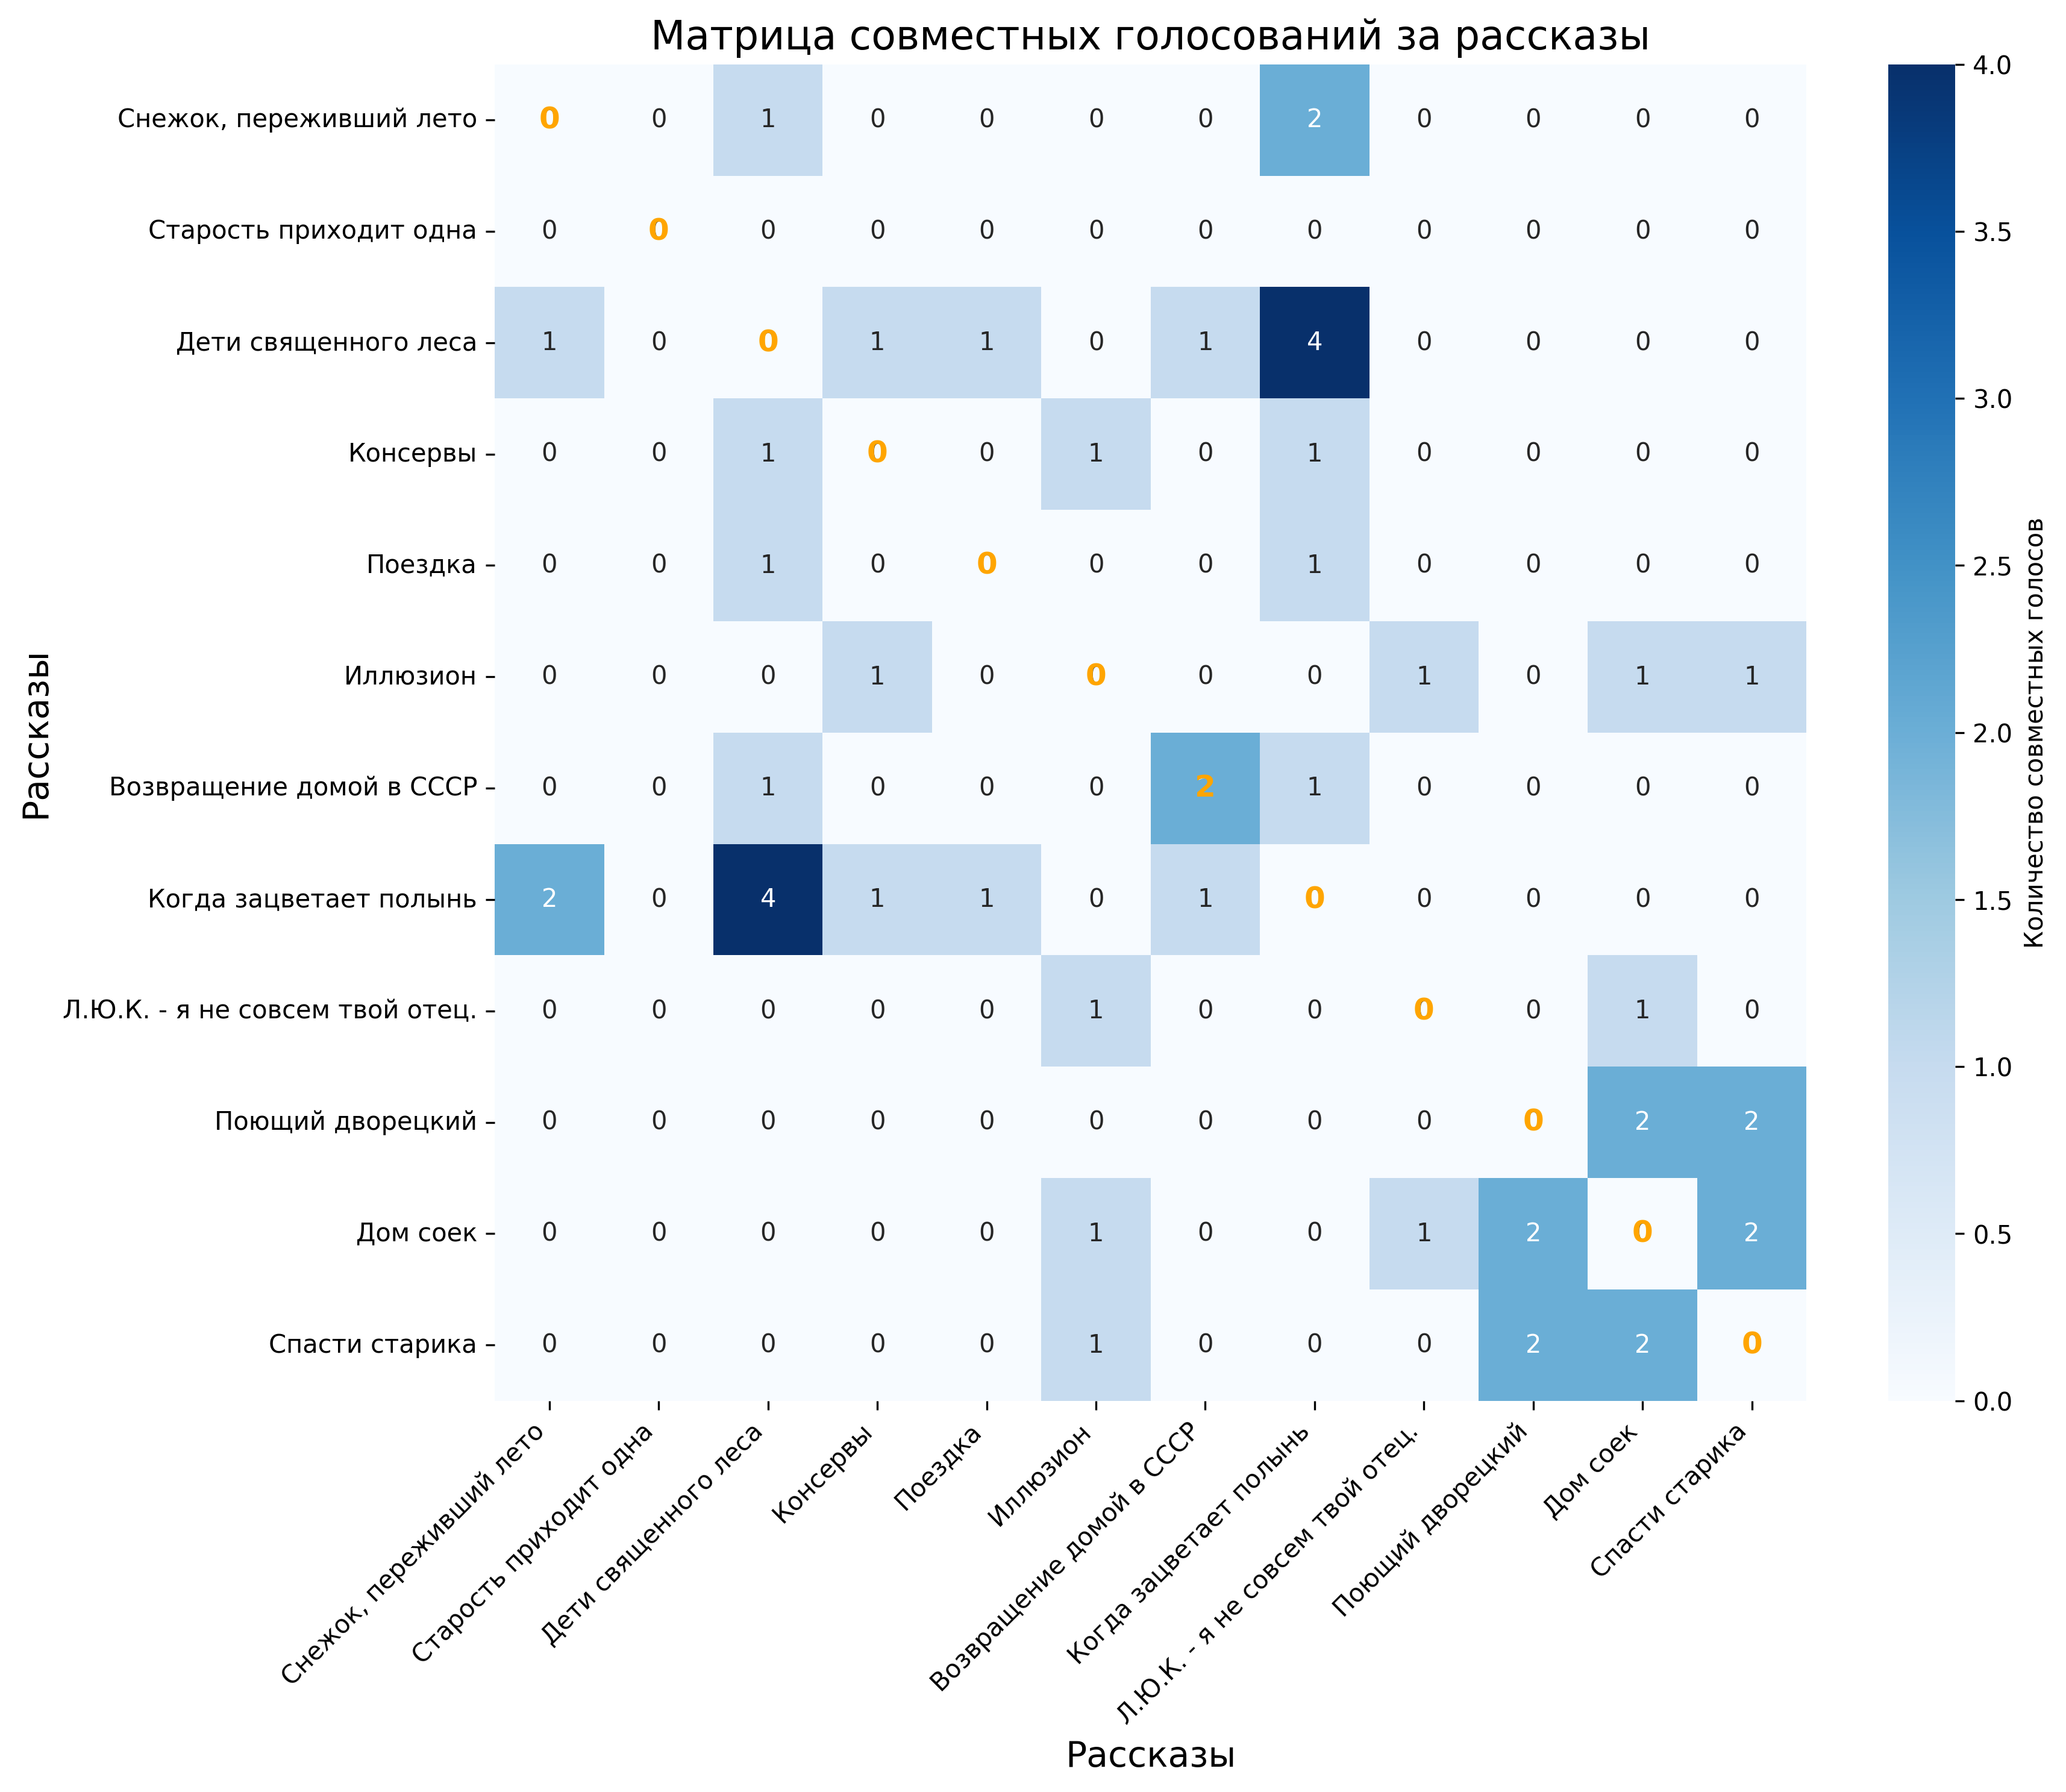 Матрица совместных голосований за рассказы
Снежок, переживший лето 0 0 1 0 0 0 0 2 0 0 0 0
Старость приходит одна 0 0 0 0 0 0 0 0 0 0 0 0
Дети священного леса 1 0 0 1 1 0 1 4 0 0 0 0
Консервы 0 0 1 0 0 1 0 1 0 0 0 0
Поездка 0 0 1 0 0 0 0 1 0 0 0 0
Иллюзион 0 0 0 1 0 0 0 0 1 0 1 1
Возвращение домой в СССР 0 0 1 0 0 0 2 1 0 0 0 0
Когда зацветает полынь 2 0 4 1 1 0 1 0 0 0 0 0
Л.Ю.К. - я не совсем твой отец. 0 0 0 0 0 1 0 0 0 0 1 0
Поющий дворецкий 0 0 0 0 0 0 0 0 0 0 2 2
Дом соек 0 0 0 0 0 1 0 0 1 2 0 2
Спасти старика 0 0 0 0 0 1 0 0 0 2 2 0
Рассказы
Снежок, переживший лето
Старость приходит одна
Дети священного леса
Консервы
Поездка
Иллюзион
Возвращение домой в СССР
Когда зацветает полынь
Л.Ю.К. - я не совсем твой отец.
Поющий дворецкий
Дом соек
Спасти старика
Рассказы
4.0
3.5
3.0
2.5
2.0
1.5
1.0
0.5
0.0
Количество совместных голосов